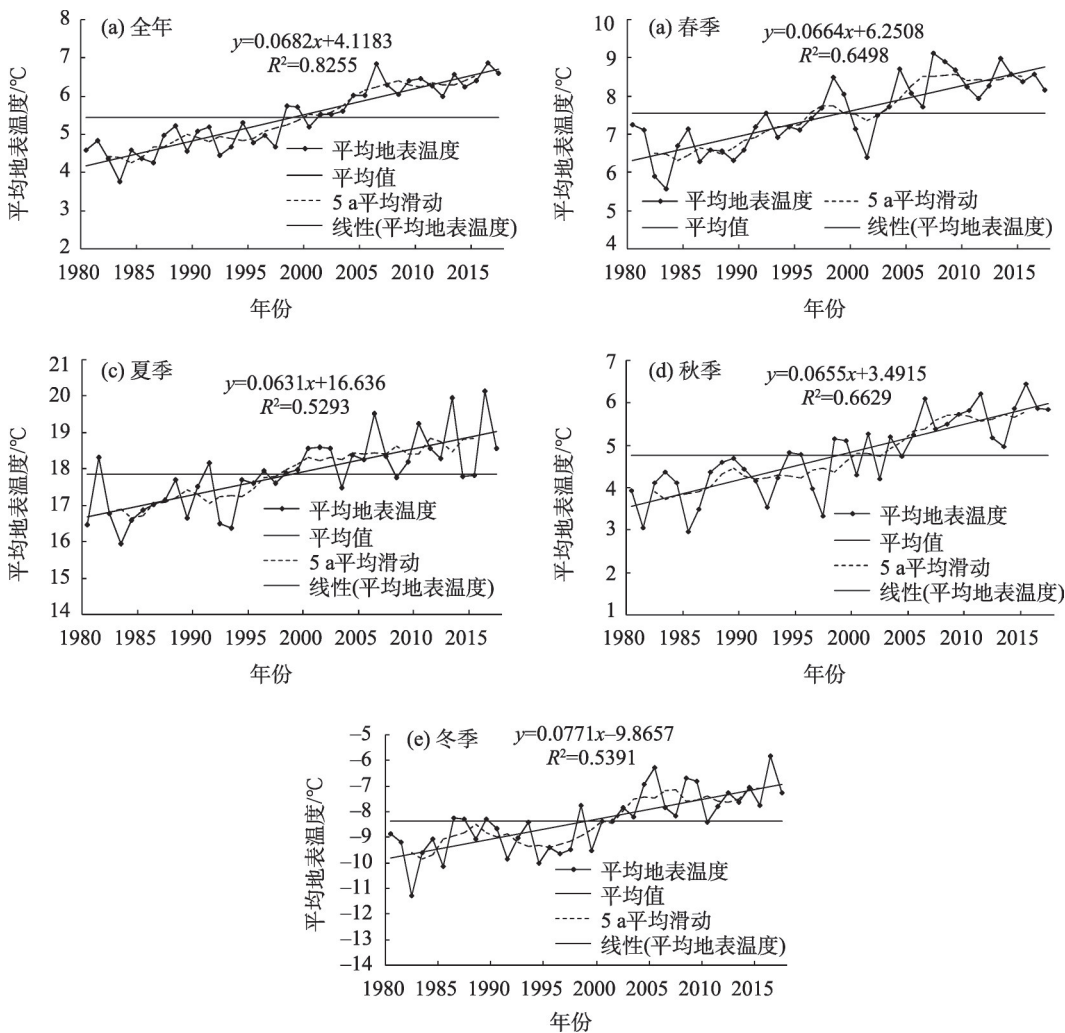 (a) 全年
y=0.0682x+4.1183
R²=0.8255
平均地表温度/℃
8
7
6
5
4
3
2
平均地表温度
平均值
5 a平均滑动
线性(平均地表温度)
1980 1985 1990 1995 2000 2005 2010 2015
年份
(a) 春季
y=0.0664x+6.2508
R²=0.6498
平均地表温度/℃
10
9
8
7
6
5
4
平均地表温度 5 a平均滑动
平均值 线性(平均地表温度)
1980 1985 1990 1995 2000 2005 2010 2015
年份
(c) 夏季
y=0.0631x+16.636
R²=0.5293
平均地表温度/℃
21
20
19
18
17
16
15
14
平均地表温度
平均值
5 a平均滑动
线性(平均地表温度)
1980 1985 1990 1995 2000 2005 2010 2015
年份
(d) 秋季
y=0.0655x+3.4915
R²=0.6629
平均地表温度/℃
7
6
5
4
3
2
1
平均地表温度
平均值
5 a平均滑动
线性(平均地表温度)
1980 1985 1990 1995 2000 2005 2010 2015
年份
(e) 冬季
y=0.0771x–9.8657
R²=0.5391
平均地表温度/℃
–5
–6
–7
–8
–9
–10
–11
–12
–13
–14
平均地表温度
平均值
5 a平均滑动
线性(平均地表温度)
1980 1985 1990 1995 2000 2005 2010 2015
年份